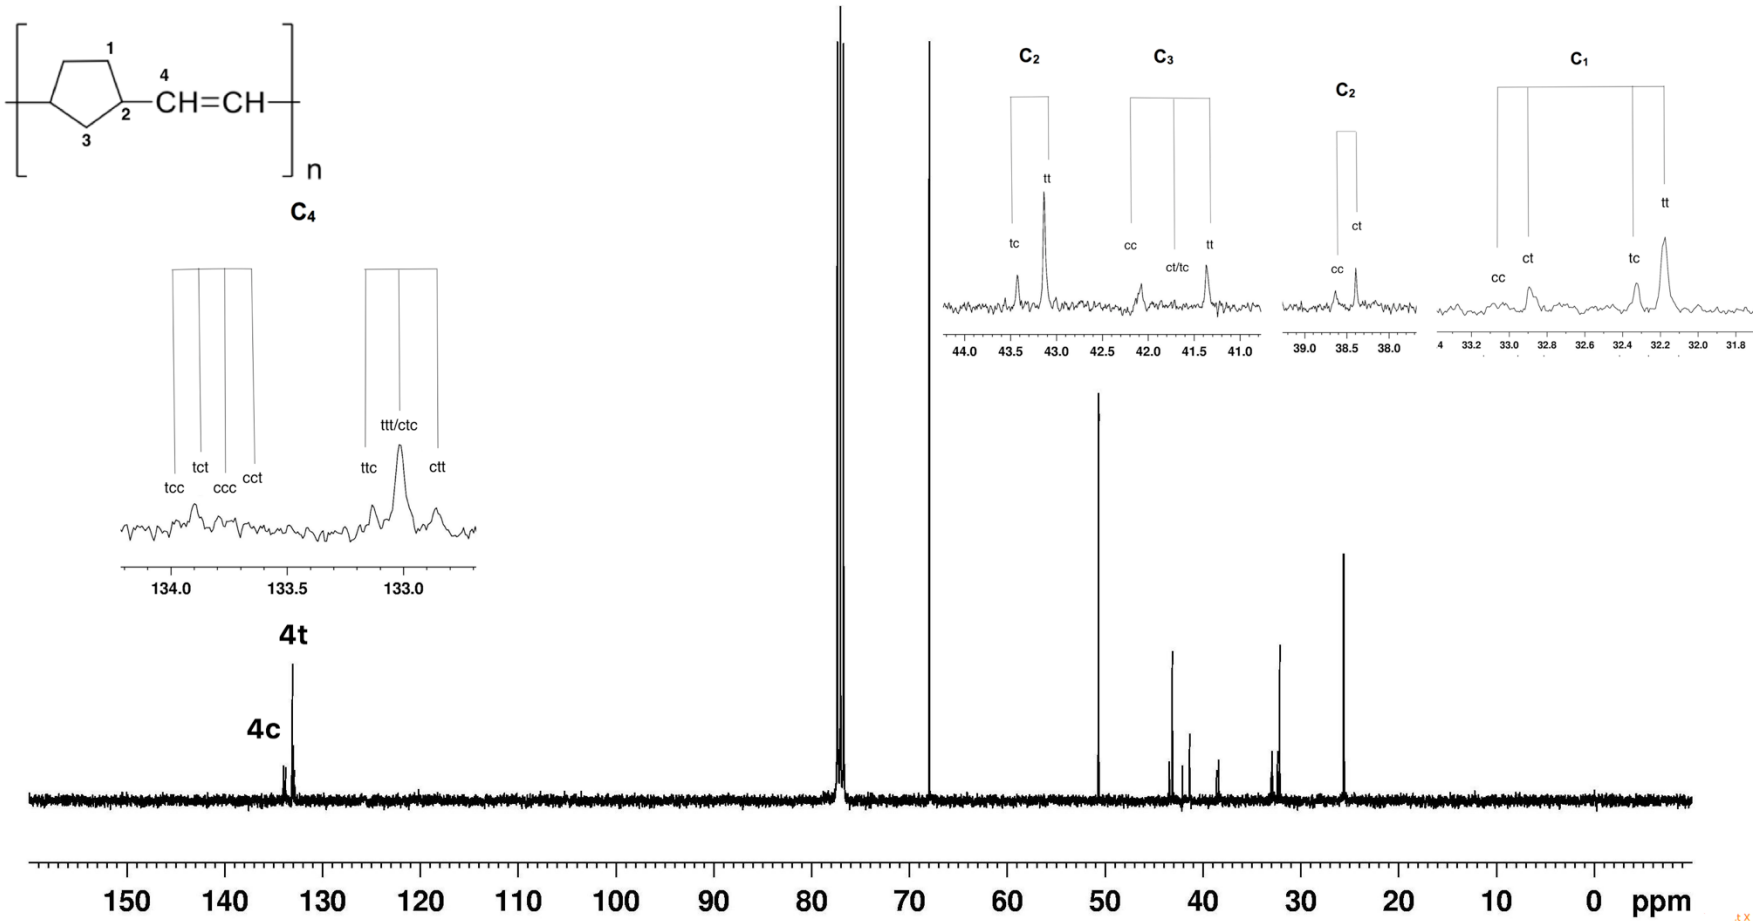 1
4
CH=CH
2
3
n
C₄
tcc
tct
ccc
cct
ttc
ttt/ctc
ctt
134.0 133.5 133.0
4t
4c
C₂
tc
tt
C₃
cc
ct/tc
tt
44.0 43.5 43.0 42.5 42.0 41.5 41.0
C₂
cc
ct
39.0 38.5 38.0
C₁
cc
ct
tc
tt
4 33.2 33.0 32.8 32.6 32.4 32.2 32.0 31.8
150 140 130 120 110 100 90 80 70 60 50 40 30 20 10 0 ppm